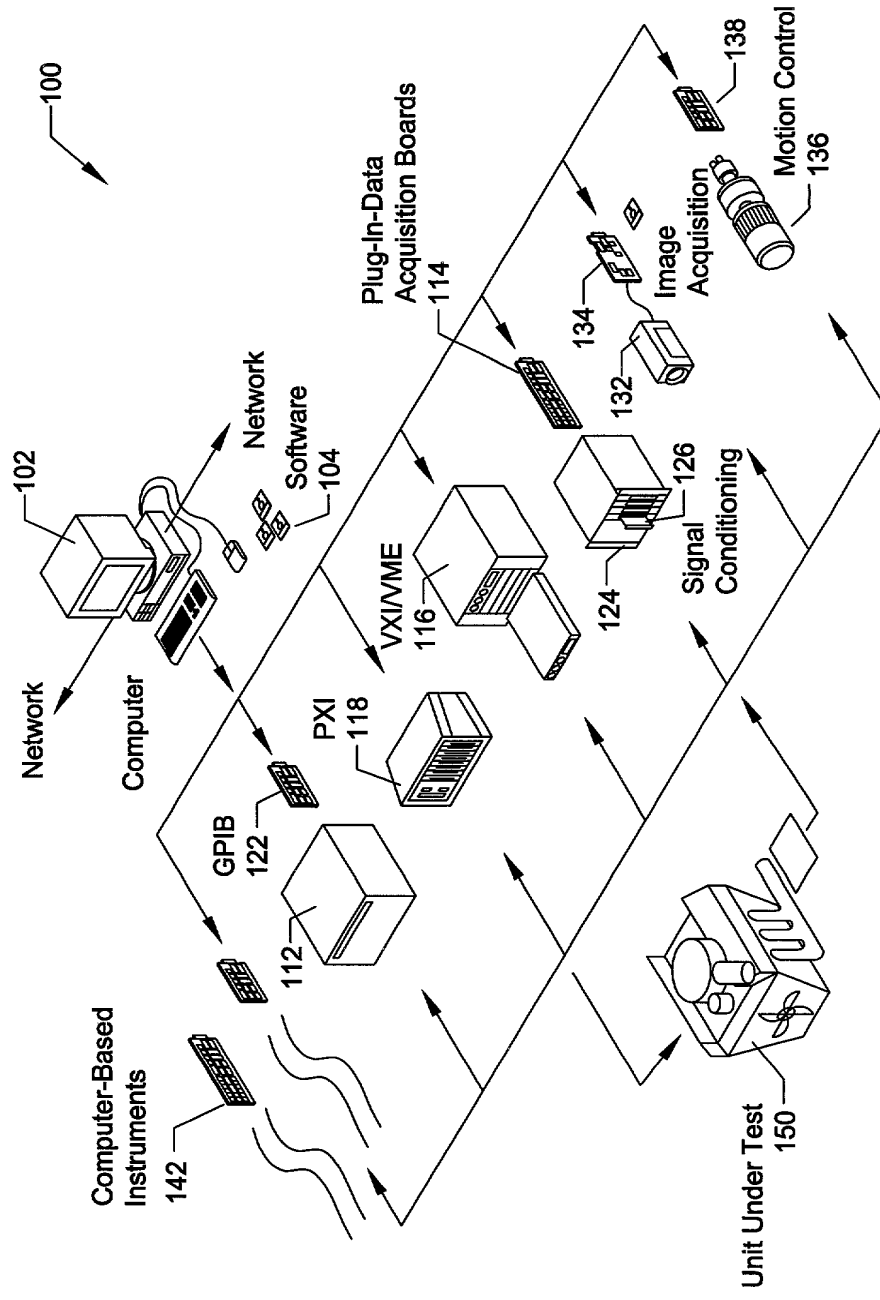 100
102
Network
Network
Computer
Software
104
Computer-Based
Instruments
142
GPIB
122
112
PXI
118
VXI/VME
116
Plug-In-Data
Acquisition Boards
114
124
126
Signal
Conditioning
134
132
Image
Acquisition
138
Motion Control
136
Unit Under Test
150